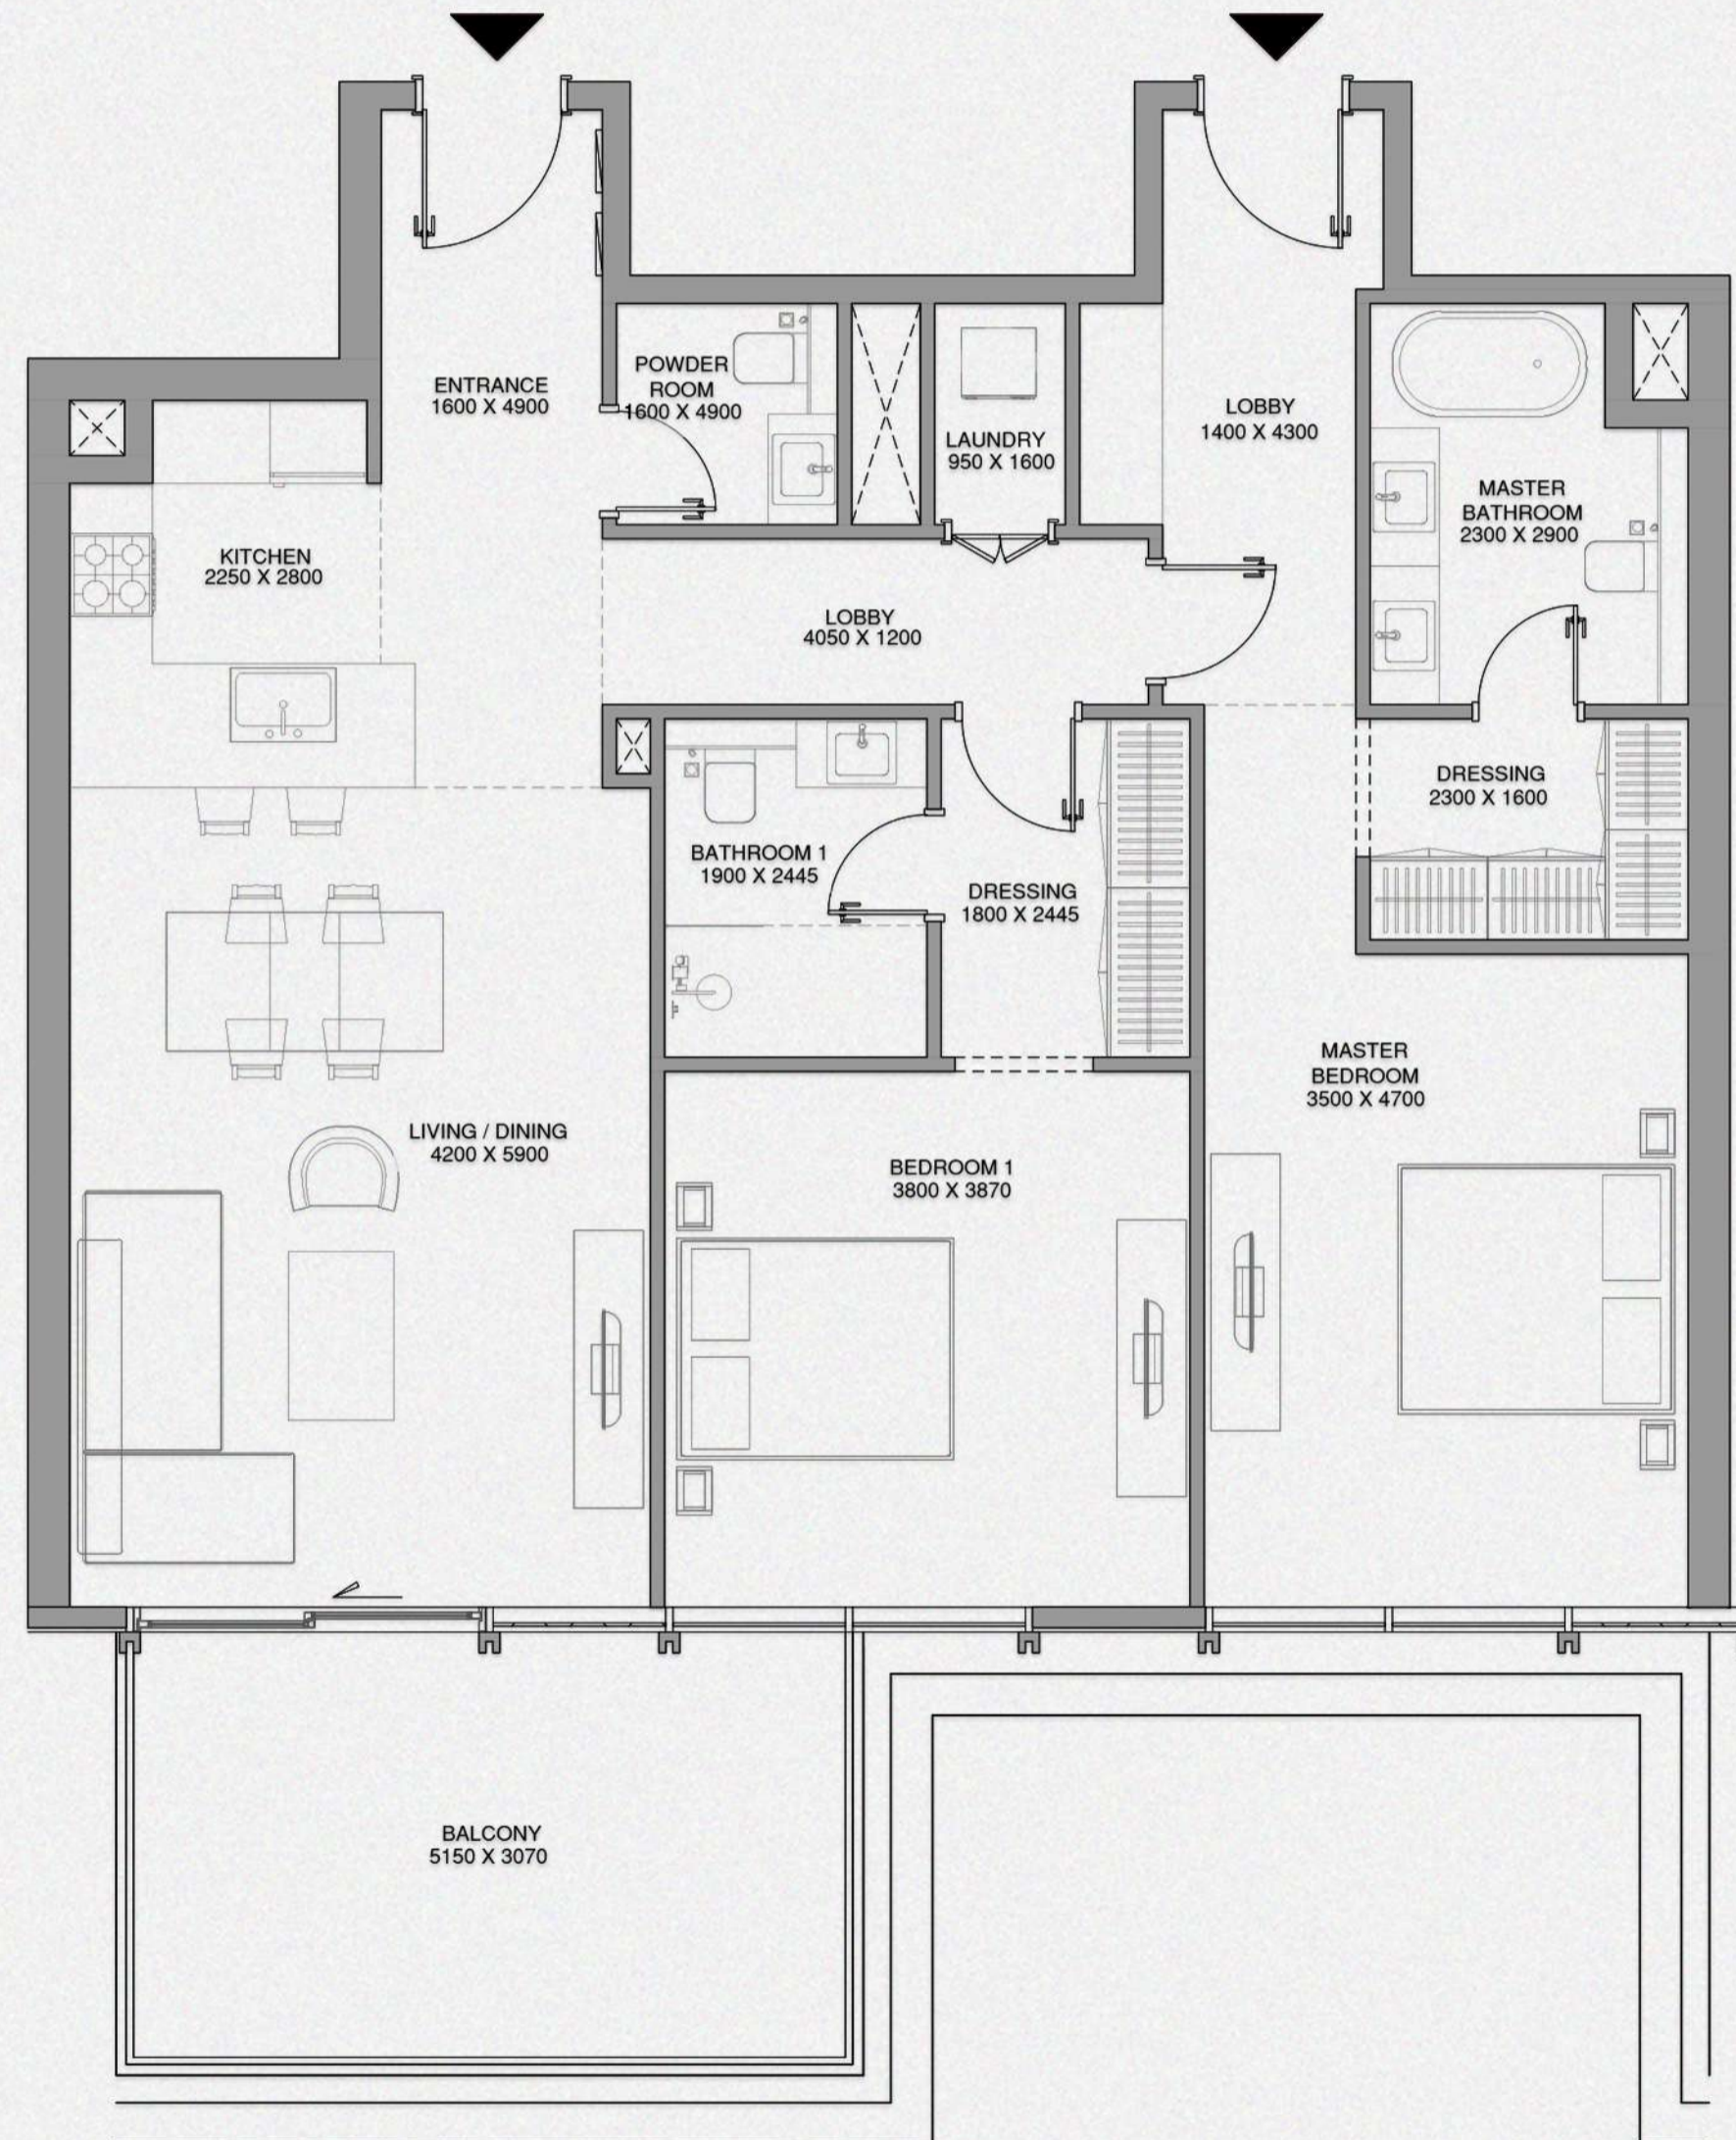 ENTRANCE
1600 X 4900
POWDER
ROOM
1600 X 4900
LAUNDRY
950 X 1600
LOBBY
1400 X 4300
MASTER
BATHROOM
2300 X 2900
KITCHEN
2250 X 2800
LOBBY
4050 X 1200
DRESSING
2300 X 1600
BATHROOM 1
1900 X 2445
DRESSING
1800 X 2445
MASTER
BEDROOM
3500 X 4700
LIVING / DINING
4200 X 5900
BEDROOM 1
3800 X 3870
BALCONY
5150 X 3070